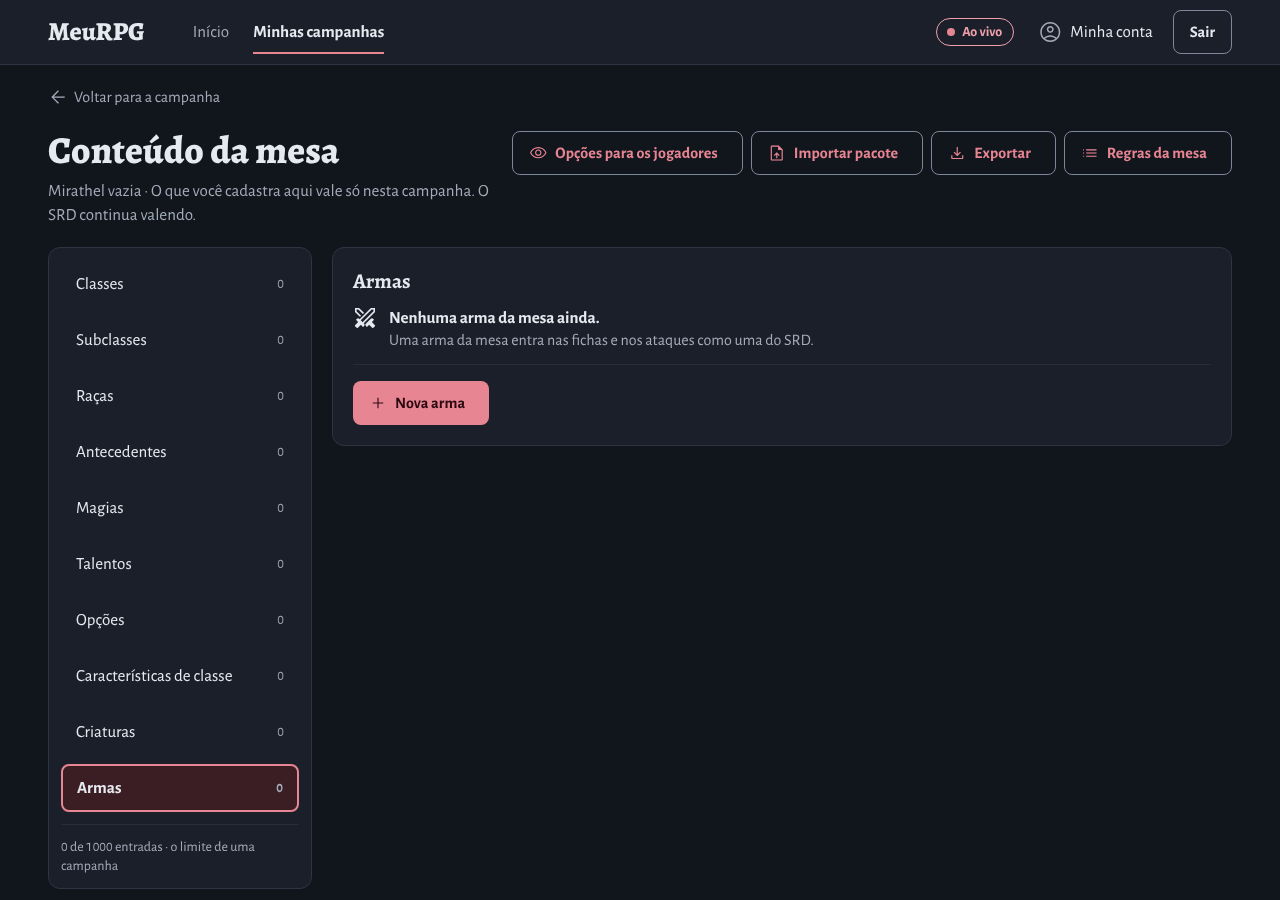 MeuRPG
Início
Minhas campanhas
Ao vivo
Minha conta
Sair
Voltar para a campanha
Conteúdo da mesa
Opções para os jogadores
Importar pacote
Exportar
Regras da mesa
Mirathel vazia · O que você cadastra aqui vale só nesta campanha. O
SRD continua valendo.
Classes 0
Subclasses 0
Raças 0
Antecedentes 0
Magias 0
Talentos 0
Opções 0
Características de classe 0
Criaturas 0
Armas 0
0 de 1000 entradas · o limite de uma
campanha
Armas
Nenhuma arma da mesa ainda.
Uma arma da mesa entra nas fichas e nos ataques como uma do SRD.
Nova arma